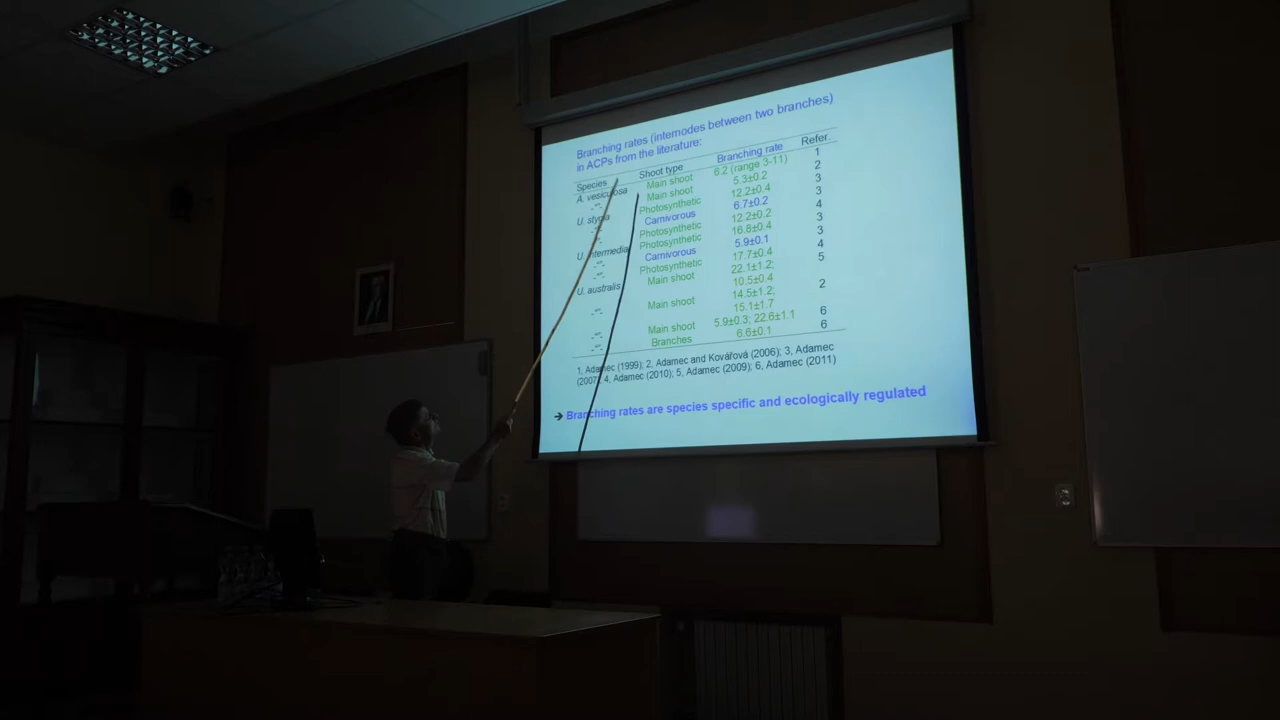 Branching rates (internodes between two branches)
in ACPs from the literature:
Species Shoot type Branching rate Refer.
A. vesiculosa Main shoot 6.2 (range 3-11) 1
-"- Main shoot 5.3±0.2 2
U. stygia Photosynthetic 12.2±0.4 3
-"- Carnivorous 6.7±0.2 3
-"- Photosynthetic 12.2±0.2 4
U. intermedia Photosynthetic 16.8±0.4 3
-"- Carnivorous 5.9±0.1 3
-"- Photosynthetic 17.7±0.4 4
U. australis Main shoot 22.1±1.2; 5
10.5±0.4
-"- Main shoot 14.5±1.2; 2
15.1±1.7
-"- Main shoot 5.9±0.3; 22.6±1.1 6
-"- Branches 6.6±0.1 6
1, Adamec (1999); 2, Adamec and Kovářová (2006); 3, Adamec
(2007); 4, Adamec (2010); 5, Adamec (2009); 6, Adamec (2011)
➔ Branching rates are species specific and ecologically regulated